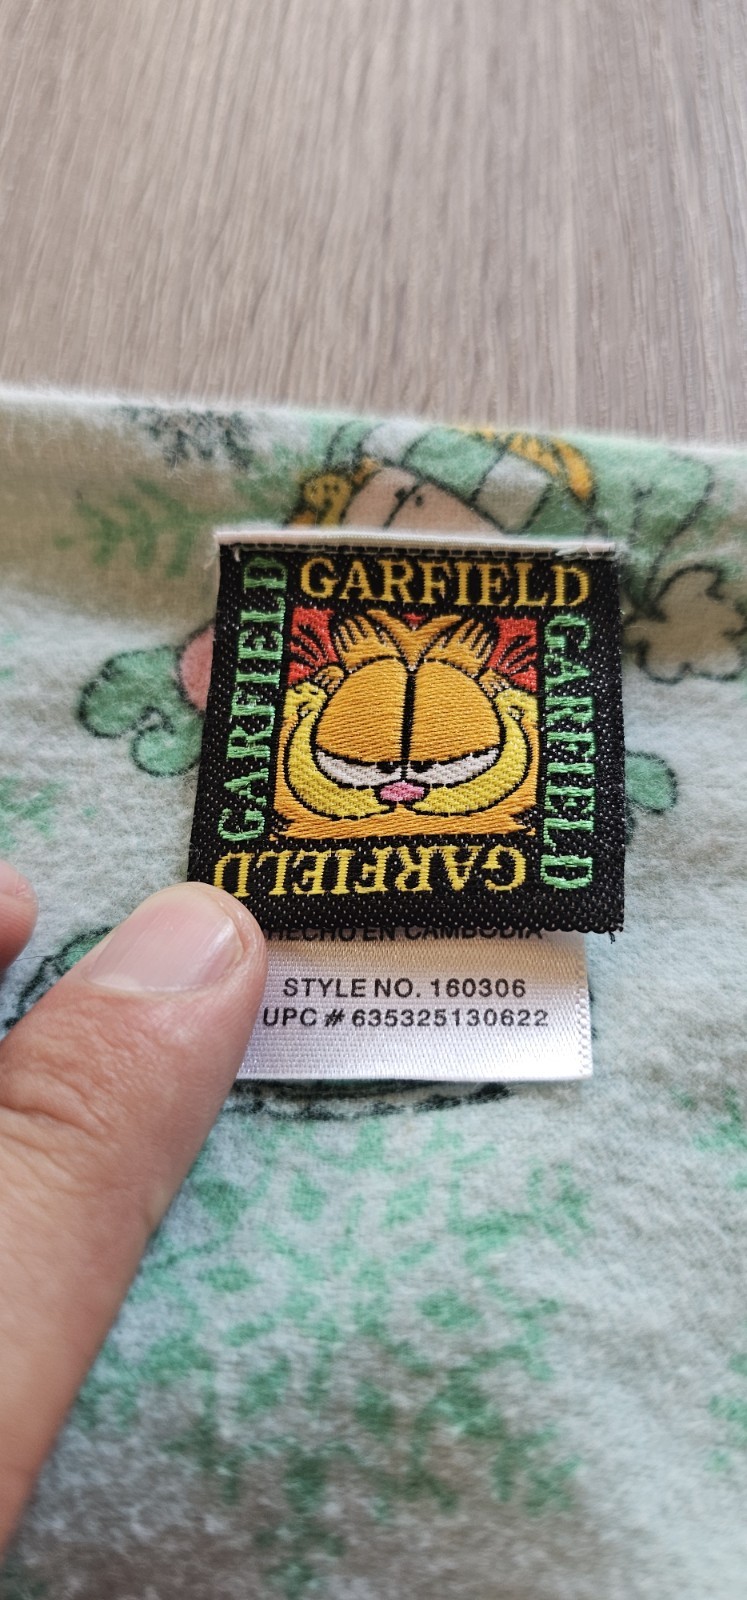 GARFIELD
GARFIELD
GARFIELD
GARFIELD
HECHO EN CAMBODIA
STYLE NO. 160306
UPC # 635325130622